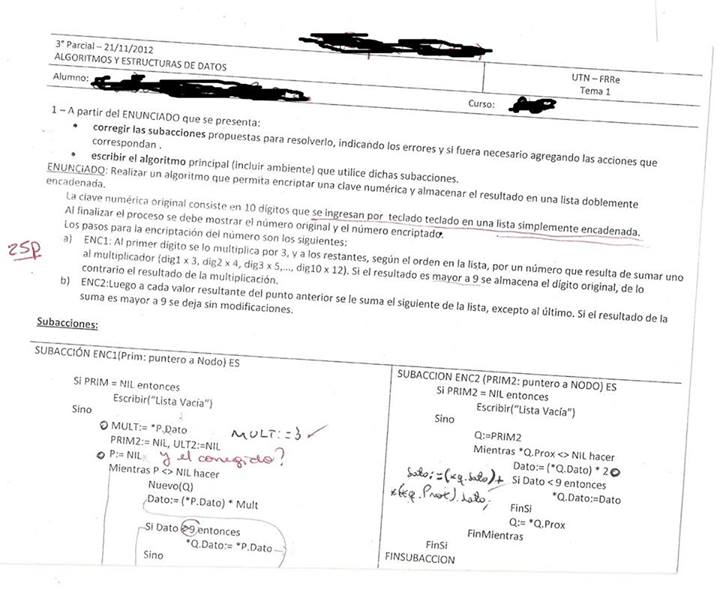 3° Parcial – 21/11/2012
ALGORITMOS Y ESTRUCTURAS DE DATOS
UTN – FRRe
Tema 1
Alumno:
Curso:
1 – A partir del ENUNCIADO que se presenta:
• corregir las subacciones propuestas para resolverlo, indicando los errores y si fuera necesario agregando las acciones que
correspondan .
• escribir el algoritmo principal (incluir ambiente) que utilice dichas subacciones.
ENUNCIADO: Realizar un algoritmo que permita encriptar una clave numérica y almacenar el resultado en una lista doblemente
encadenada.
La clave numérica original consiste en 10 dígitos que se ingresan por teclado teclado en una lista simplemente encadenada.
Al finalizar el proceso se debe mostrar el número original y el número encriptado.
Los pasos para la encriptación del número son los siguientes:
25p
a) ENC1: Al primer dígito se lo multiplica por 3, y a los restantes, según el orden en la lista, por un número que resulta de sumar uno
al multiplicador (dig1 x 3, dig2 x 4, dig3 x 5,..., dig10 x 12). Si el resultado es mayor a 9 se almacena el dígito original, de lo
contrario el resultado de la multiplicación.
b) ENC2:Luego a cada valor resultante del punto anterior se le suma el siguiente de la lista, excepto al último. Si el resultado de la
suma es mayor a 9 se deja sin modificaciones.
Subacciones:
SUBACCIÓN ENC1(Prim: puntero a Nodo) ES
Si PRIM = NIL entonces
Escribir("Lista Vacía")
Sino
MULT:= *P.Dato MULT:=3 ✓
PRIM2:= NIL, ULT2:=NIL
P:= NIL y el corregido?
Mientras P <> NIL hacer
Nuevo(Q)
Dato:= (*P.Dato) * Mult
Si Dato >9 entonces
*Q.Dato:= *P.Dato
Sino
SUBACCION ENC2 (PRIM2: puntero a NODO) ES
Si PRIM2 = NIL entonces
Escribir("Lista Vacía")
Sino
Q:=PRIM2
Mientras *Q.Prox <> NIL hacer
Dato:= (*Q.Dato) * 2
Dato:=(*q.Dato)+
*(*q.Prox).Dato;
Si Dato < 9 entonces
*Q.Dato:=Dato
FinSi
Q:= *Q.Prox
FinMientras
FinSi
FINSUBACCION